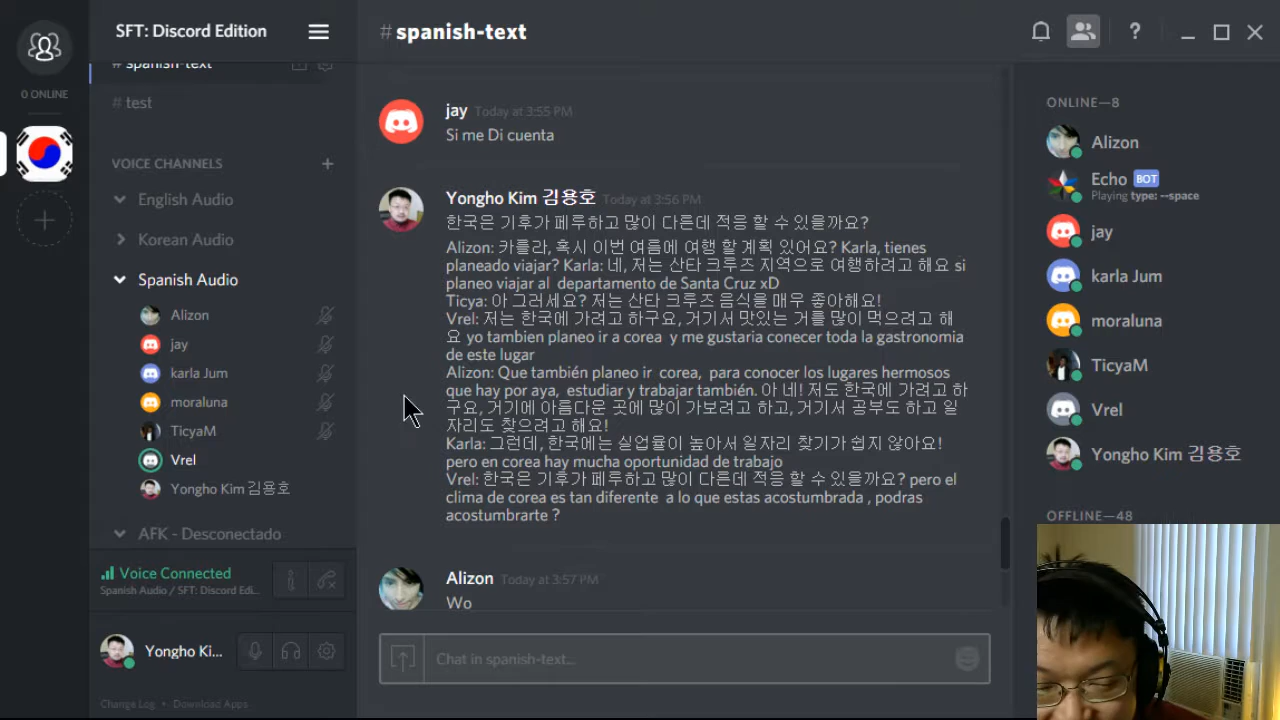 SFT: Discord Edition
# spanish-text
0 ONLINE
# spanish-text
# test
VOICE CHANNELS
English Audio
Korean Audio
Spanish Audio
Alizon
jay
karla Jum
moraluna
TicyaM
Vrel
Yongho Kim 김용호
AFK - Desconectado
Voice Connected
Spanish Audio / SFT: Discord Edi...
Yongho Ki...
Change Log • Download Apps
jay Today at 3:55 PM
Si me Di cuenta
Yongho Kim 김용호 Today at 3:56 PM
한국은 기후가 페루하고 많이 다른데 적응 할 수 있을까요?
Alizon: 카를라, 혹시 이번 여름에 여행 할 계획 있어요? Karla, tienes
planeado viajar? Karla: 네, 저는 산타 크루즈 지역으로 여행하려고 해요 si
planeo viajar al departamento de Santa Cruz xD
Ticya: 아 그러세요? 저는 산타 크루즈 음식을 매우 좋아해요!
Vrel: 저는 한국에 가려고 하구요, 거기서 맛있는 거를 많이 먹으려고 해
요 yo tambien planeo ir a corea y me gustaria conecer toda la gastronomia
de este lugar
Alizon: Que también planeo ir corea, para conocer los lugares hermosos
que hay por aya, estudiar y trabajar también. 아 네! 저도 한국에 가려고 하
구요, 거기에 아름다운 곳에 많이 가보려고 하고, 거기서 공부도 하고 일
자리도 찾으려고 해요!
Karla: 그런데, 한국에는 실업률이 높아서 일자리 찾기가 쉽지 않아요!
pero en corea hay mucha oportunidad de trabajo
Vrel: 한국은 기후가 페루하고 많이 다른데 적응 할 수 있을까요? pero el
clima de corea es tan diferente a lo que estas acostumbrada , podras
acostumbrarte ?
Alizon Today at 3:57 PM
Wo
Chat in spanish-text...
ONLINE—8
Alizon
Echo BOT
Playing type: --space
jay
karla Jum
moraluna
TicyaM
Vrel
Yongho Kim 김용호
OFFLINE—48